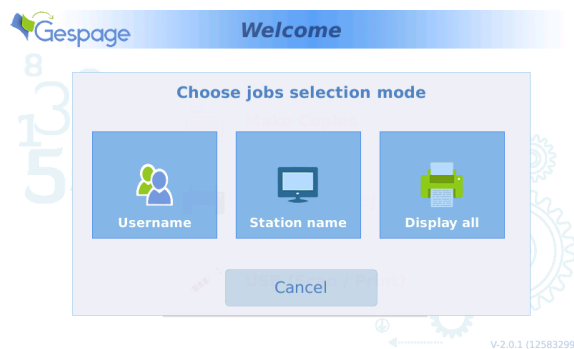 Gespage
Welcome
Choose jobs selection mode
Username
Station name
Display all
Cancel
V-2.0.1 (12583299